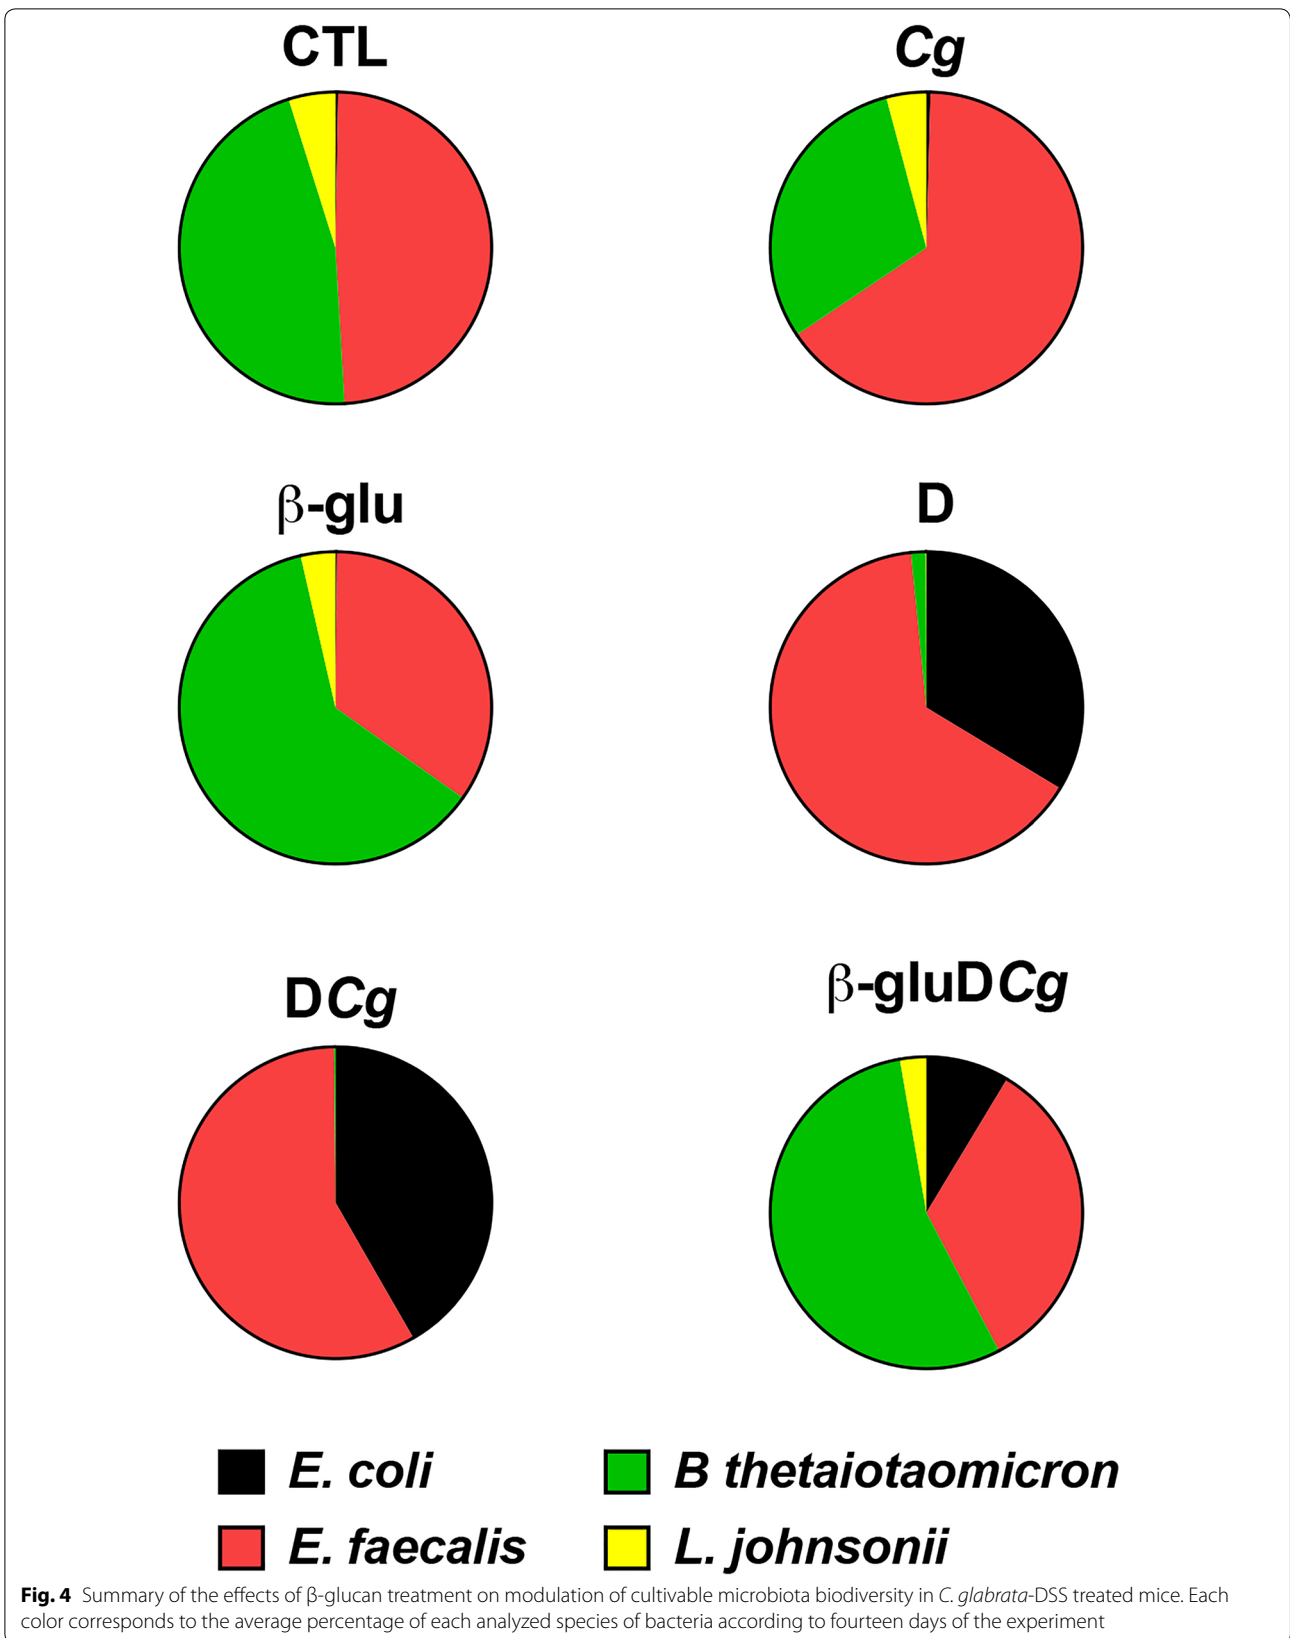 CTL
Cg
β-glu
D
DCg
β-gluDCg
E. coli
B thetaiotaomicron
E. faecalis
L. johnsonii
Fig. 4 Summary of the effects of β-glucan treatment on modulation of cultivable microbiota biodiversity in C. glabrata-DSS treated mice. Each
color corresponds to the average percentage of each analyzed species of bacteria according to fourteen days of the experiment